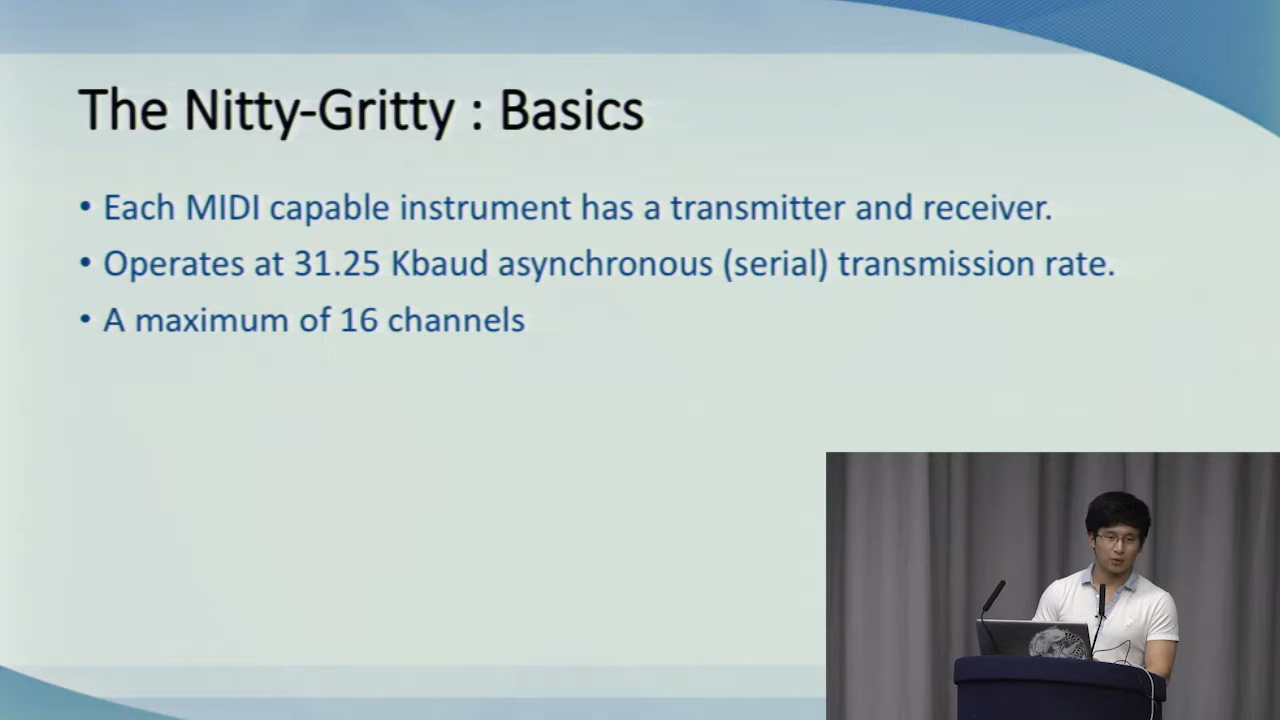 The Nitty-Gritty : Basics
• Each MIDI capable instrument has a transmitter and receiver.
• Operates at 31.25 Kbaud asynchronous (serial) transmission rate.
• A maximum of 16 channels